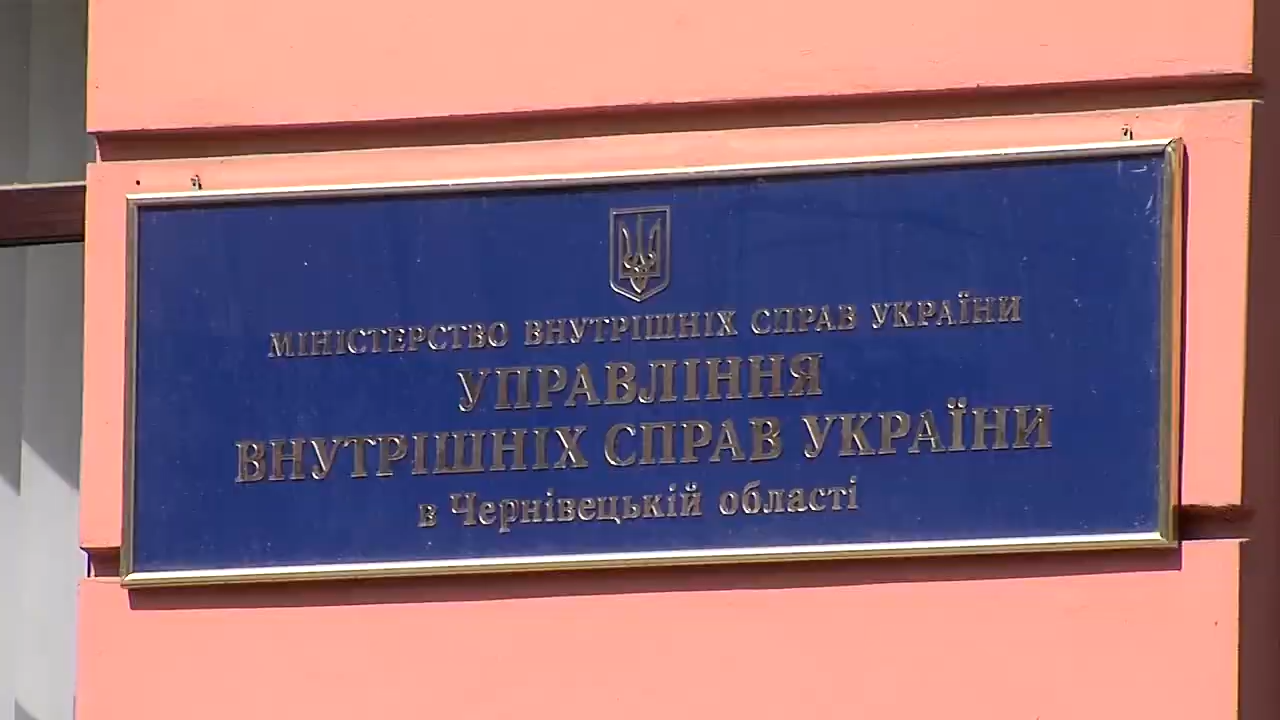 МІНІСТЕРСТВО ВНУТРІШНІХ СПРАВ УКРАЇНИ
УПРАВЛІННЯ
ВНУТРІШНІХ СПРАВ УКРАЇНИ
в Чернівецькій області